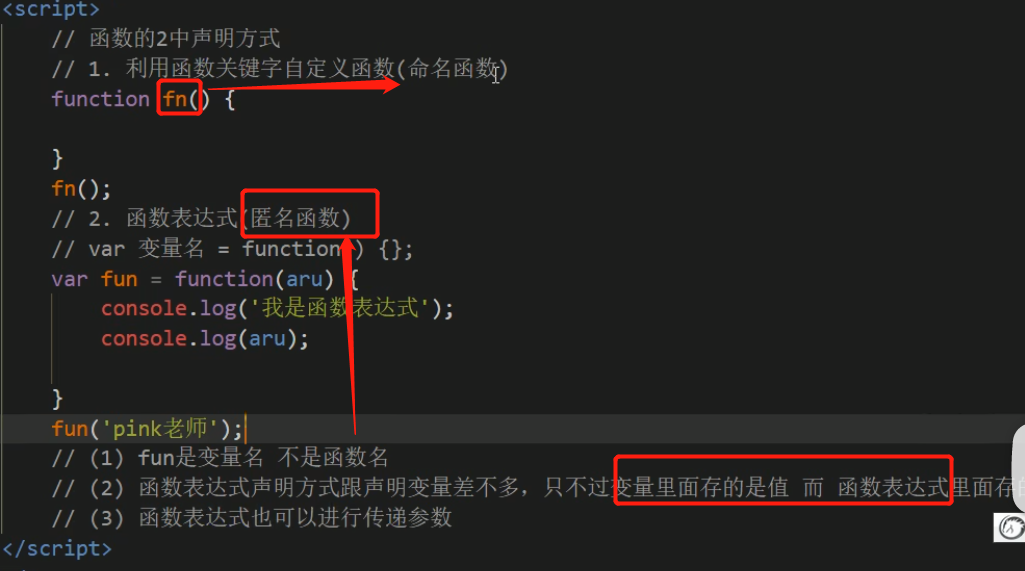 <script>
// 函数的2中声明方式
// 1. 利用函数关键字自定义函数(命名函数)
function fn() {
}
fn();
// 2. 函数表达式(匿名函数)
// var 变量名 = function() {};
var fun = function(aru) {
console.log('我是函数表达式');
console.log(aru);
}
fun('pink老师');
// (1) fun是变量名 不是函数名
// (2) 函数表达式声明方式跟声明变量差不多，只不过变量里面存的是值 而 函数表达式里面存的
// (3) 函数表达式也可以进行传递参数
</script>